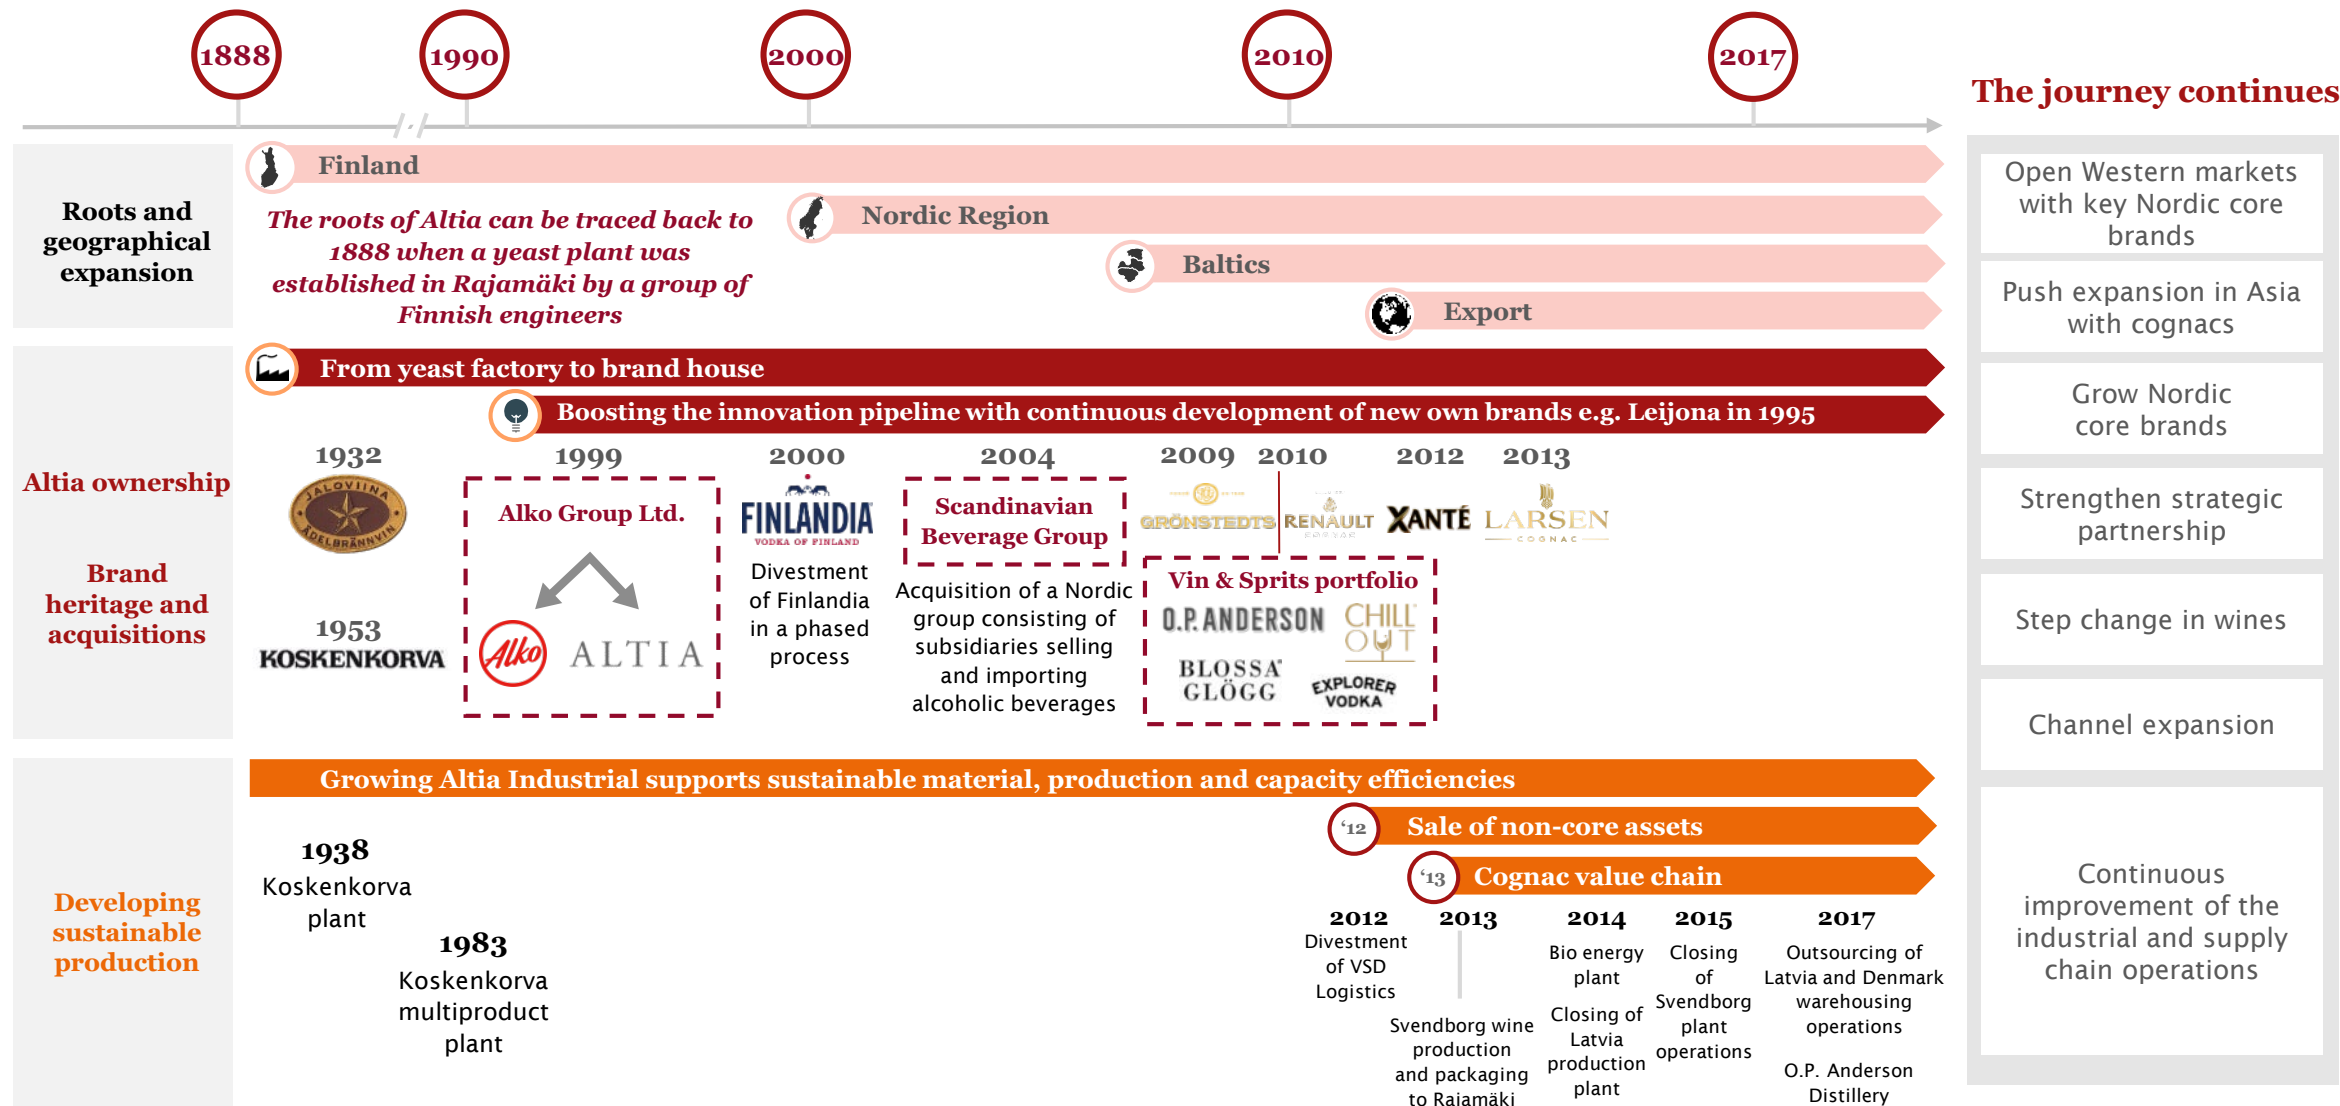 1888
1990
2000
2010
2017
The journey continues
Roots and
geographical
expansion
Finland
The roots of Altia can be traced back to
1888 when a yeast plant was
established in Rajamäki by a group of
Finnish engineers
Nordic Region
Baltics
Export
Altia ownership
Brand
heritage and
acquisitions
From yeast factory to brand house
Boosting the innovation pipeline with continuous development of new own brands e.g. Leijona in 1995
1932
JALOVIINA
ÄDELBRÄNNVIN
1953
KOSKENKORVA
1999
Alko Group Ltd.
Alko
ALTIA
2000
FINLANDIA
VODKA OF FINLAND
Divestment
of Finlandia
in a phased
process
2004
Scandinavian
Beverage Group
Acquisition of a Nordic
group consisting of
subsidiaries selling
and importing
alcoholic beverages
2009
GRÖNSTEDTS
2010
RENAULT
COGNAC
2012
XANTÉ
2013
LARSEN
COGNAC
Vin & Sprits portfolio
O.P. ANDERSON
CHILL
OUT
BLOSSA
GLÖGG
EXPLORER
VODKA
Developing
sustainable
production
Growing Altia Industrial supports sustainable material, production and capacity efficiencies
‘12
Sale of non-core assets
‘13
Cognac value chain
1938
Koskenkorva
plant
1983
Koskenkorva
multiproduct
plant
2012
Divestment
of VSD
Logistics
2013
Svendborg wine
production
and packaging
to Rajamäki
2014
Bio energy
plant
Closing of
Latvia
production
plant
2015
Closing
of
Svendborg
plant
operations
2017
Outsourcing of
Latvia and Denmark
warehousing
operations
O.P. Anderson
Distillery
Open Western markets
with key Nordic core
brands
Push expansion in Asia
with cognacs
Grow Nordic
core brands
Strengthen strategic
partnership
Step change in wines
Channel expansion
Continuous
improvement of the
industrial and supply
chain operations